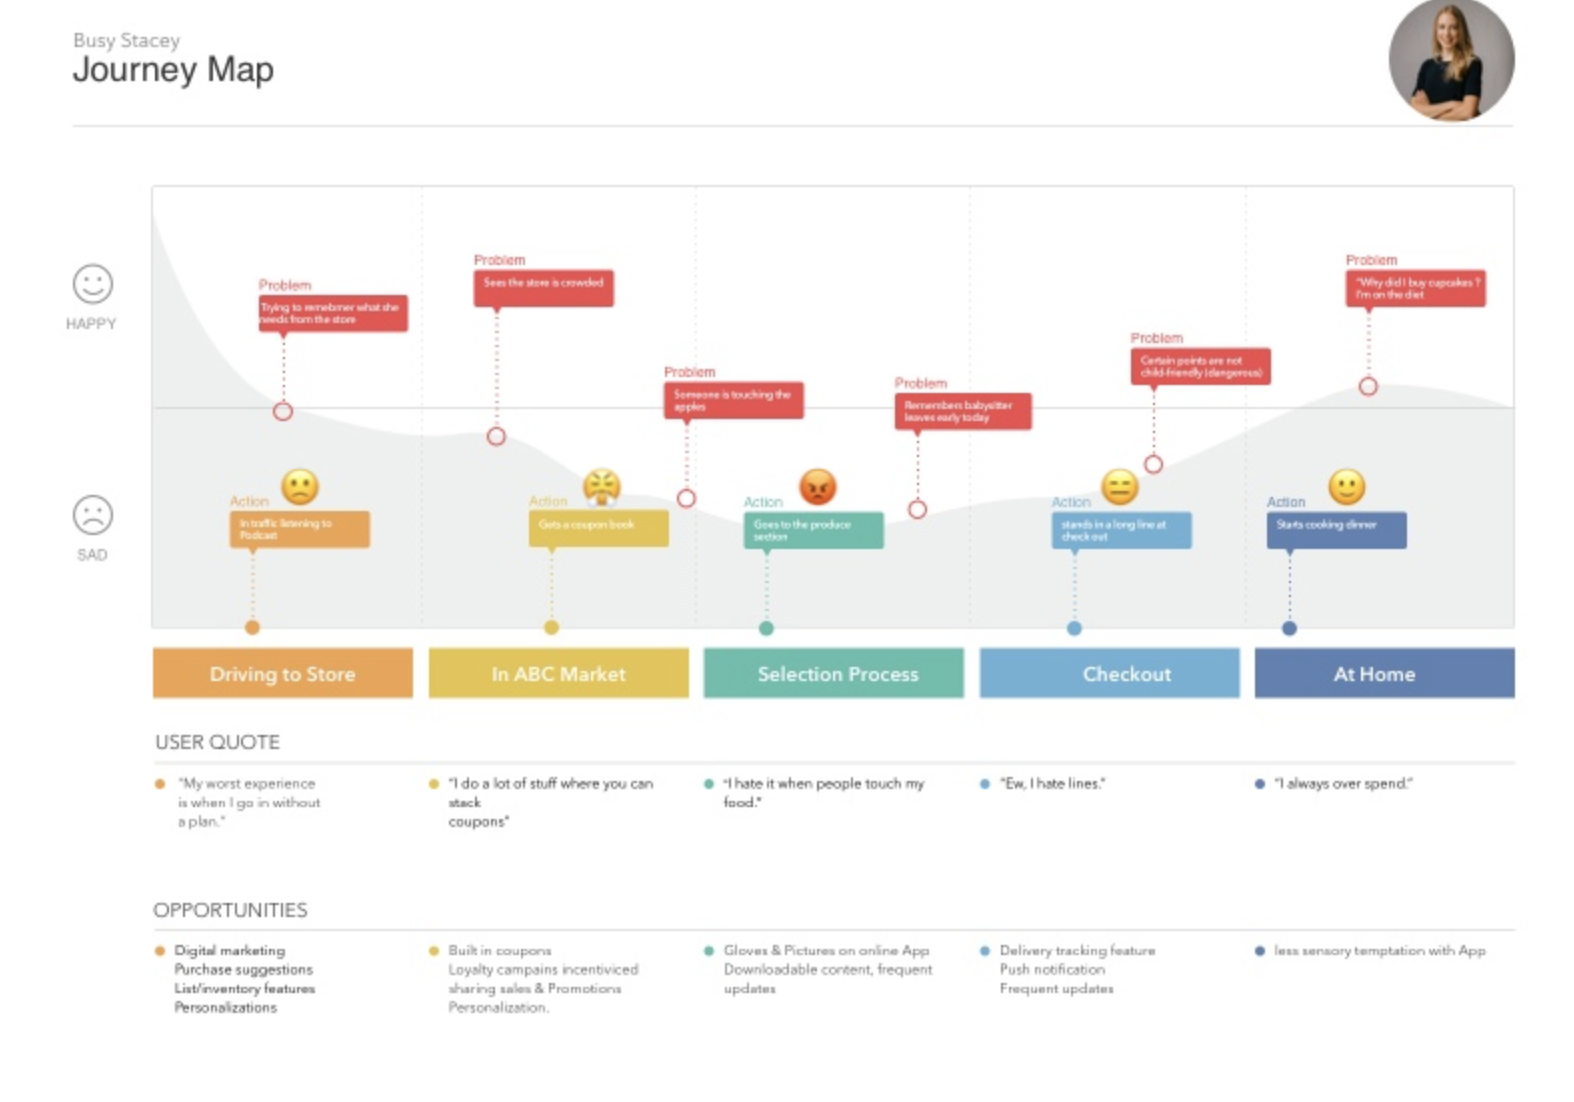 Busy Stacey
Journey Map
HAPPY
SAD
Problem
Trying to remebmer what she
needs from the store
Problem
Sees the store is crowded
Problem
Someone is touching the
apples
Problem
Remembers babysitter
leaves early today
Problem
Certain points are not
child-friendly (dangerous)
Problem
"Why did I buy cupcakes ?
I'm on the diet
Action
In traffic listening to
Podcast
Action
Gets a coupon book
Action
Goes to the produce
section
Action
stands in a long line at
check out
Action
Starts cooking dinner
Driving to Store
In ABC Market
Selection Process
Checkout
At Home
USER QUOTE
"My worst experience
is when I go in without
a plan."
"I do a lot of stuff where you can
stack
coupons"
"I hate it when people touch my
food."
"Ew, I hate lines."
"I always over spend."
OPPORTUNITIES
Digital marketing
Purchase suggestions
List/inventory features
Personalizations
Built in coupons
Loyalty campains incentiviced
sharing sales & Promotions
Personalization.
Gloves & Pictures on online App
Downloadable content, frequent
updates
Delivery tracking feature
Push notification
Frequent updates
less sensory temptation with App